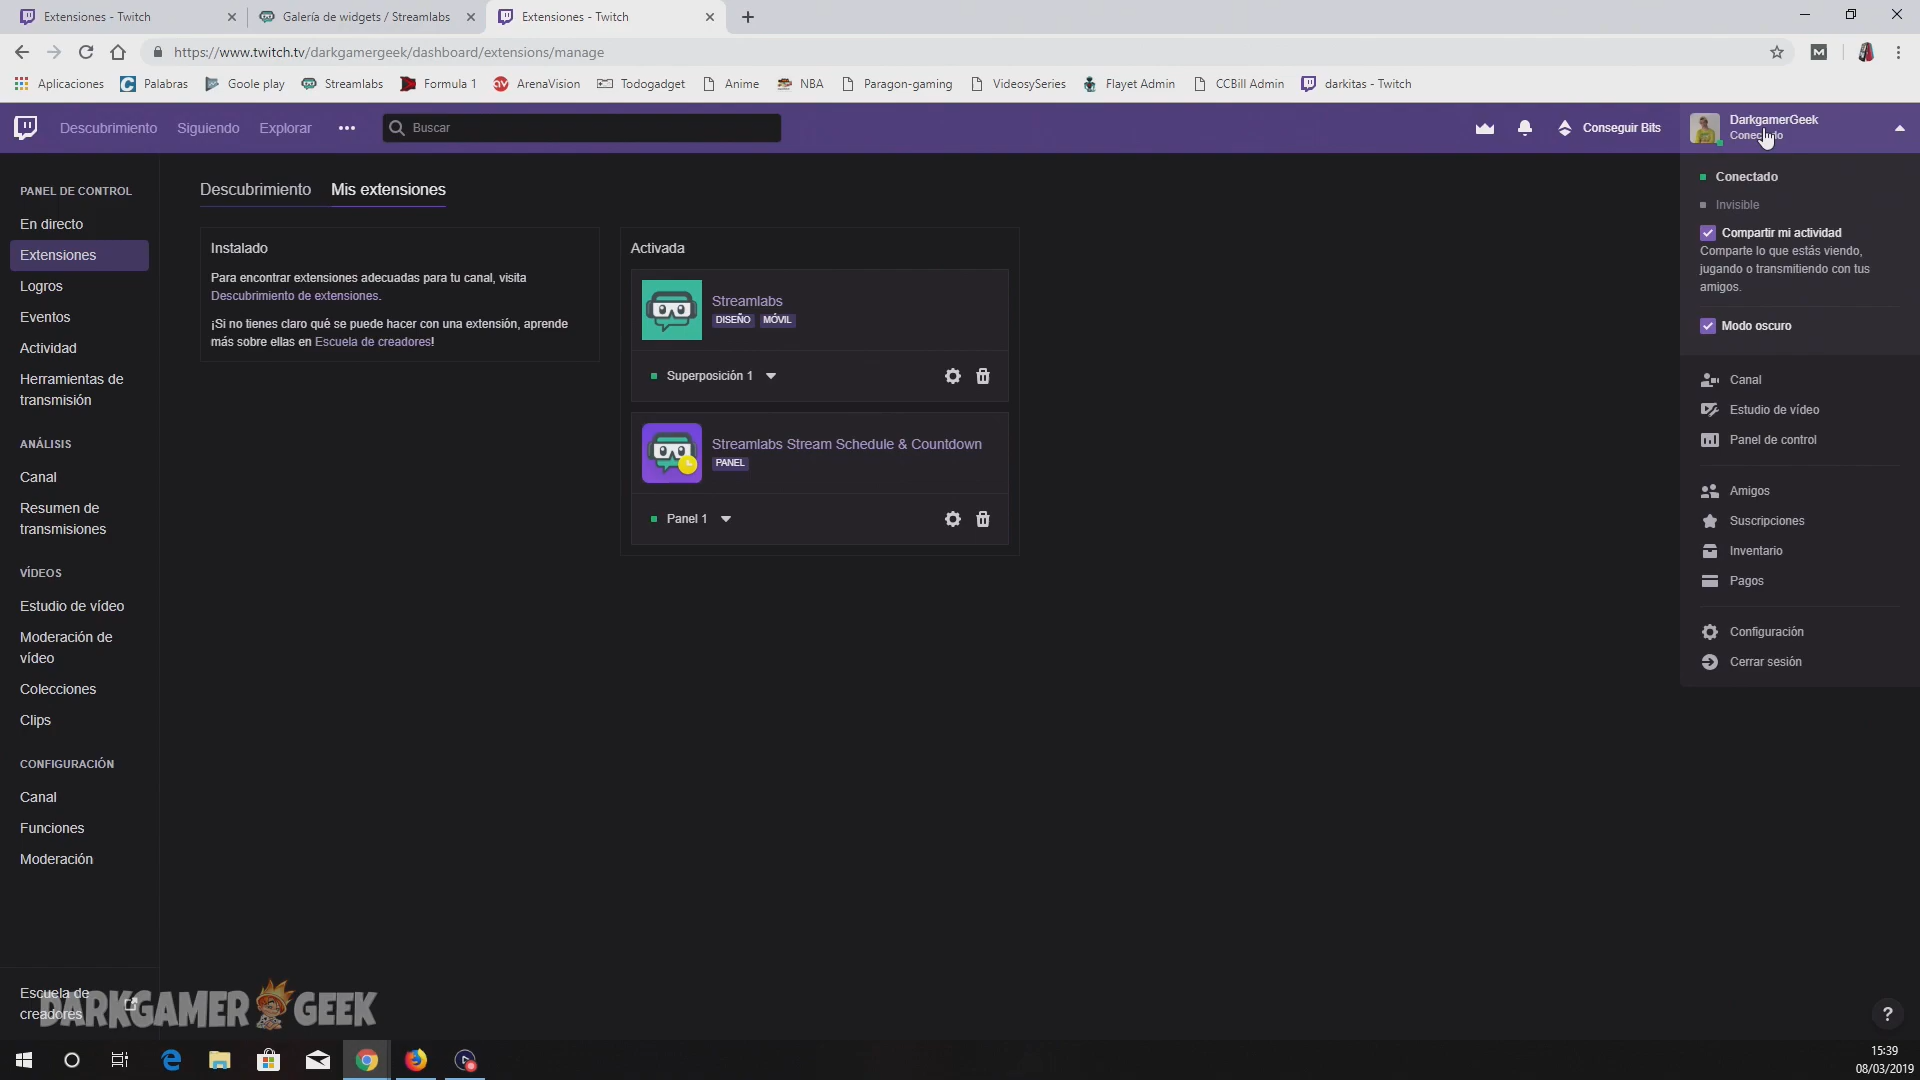 Extensiones - Twitch
Galería de widgets / Streamlabs
Extensiones - Twitch
https://www.twitch.tv/darkgamergeek/dashboard/extensions/manage
Aplicaciones
Palabras
Goole play
Streamlabs
Formula 1
ArenaVision
Todogadget
Anime
NBA
Paragon-gaming
VideosySeries
Flayet Admin
CCBill Admin
darkitas - Twitch
Descubrimiento
Siguiendo
Explorar
Buscar
Conseguir Bits
DarkgamerGeek
Conectado
PANEL DE CONTROL
En directo
Extensiones
Logros
Eventos
Actividad
Herramientas de
transmisión
ANÁLISIS
Canal
Resumen de
transmisiones
VÍDEOS
Estudio de vídeo
Moderación de
vídeo
Colecciones
Clips
CONFIGURACIÓN
Canal
Funciones
Moderación
Escuela de
creadores
Descubrimiento
Mis extensiones
Instalado
Para encontrar extensiones adecuadas para tu canal, visita
Descubrimiento de extensiones.
¡Si no tienes claro qué se puede hacer con una extensión, aprende
más sobre ellas en Escuela de creadores!
Activada
Streamlabs
DISEÑO
MÓVIL
Superposición 1
Streamlabs Stream Schedule & Countdown
PANEL
Panel 1
Conectado
Invisible
Compartir mi actividad
Comparte lo que estás viendo,
jugando o transmitiendo con tus
amigos.
Modo oscuro
Canal
Estudio de vídeo
Panel de control
Amigos
Suscripciones
Inventario
Pagos
Configuración
Cerrar sesión
DARKGAMER GEEK
?
15:39
08/03/2019